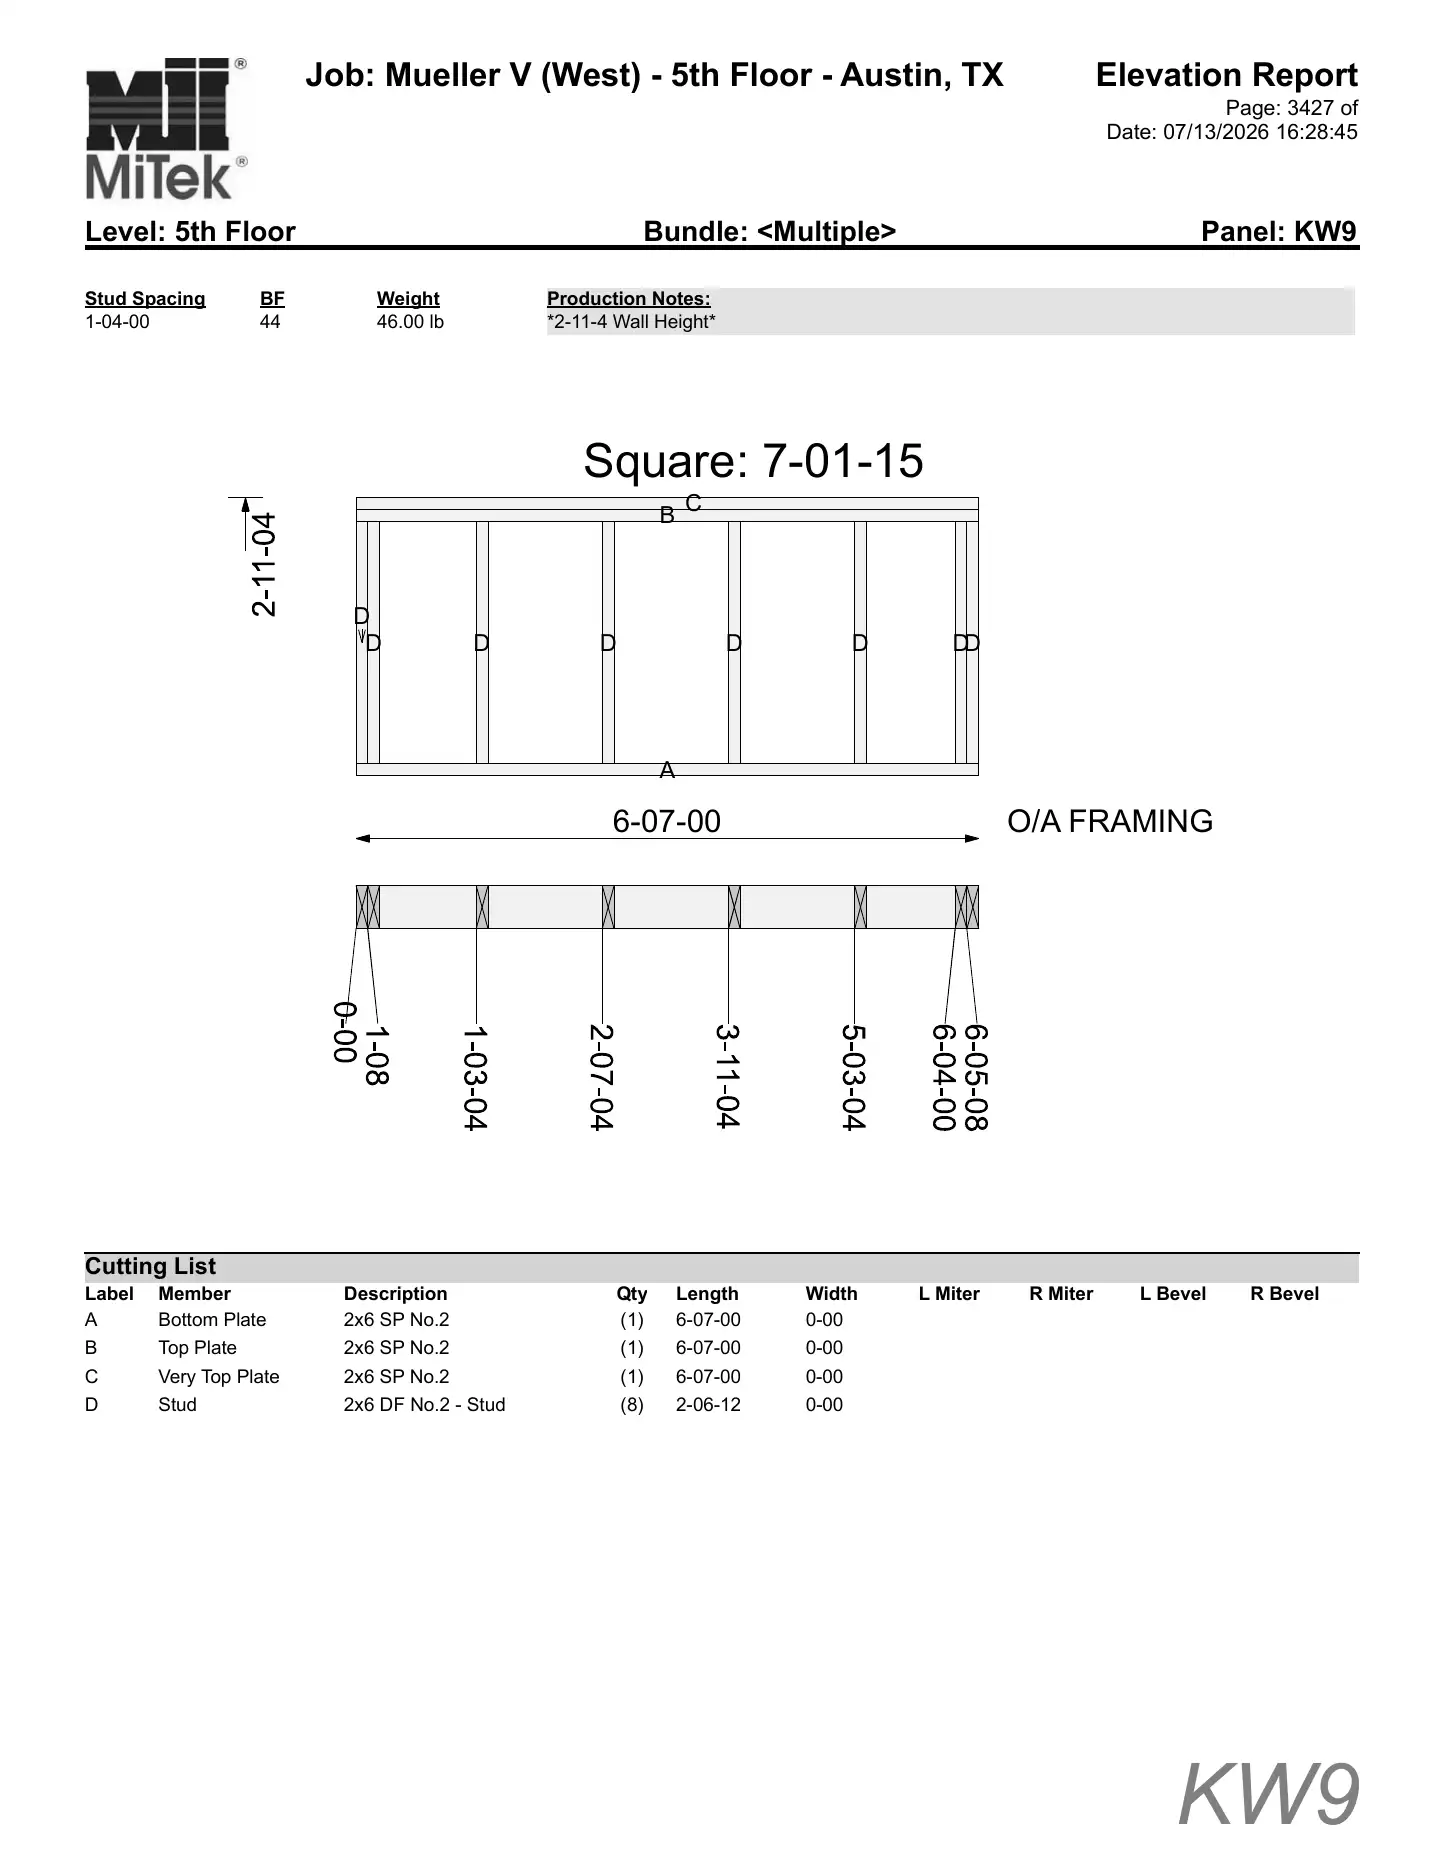 MiTek®
Job: Mueller V (West) - 5th Floor - Austin, TX
Elevation Report
Page: 3427 of
Date: 07/13/2026 16:28:45
Level: 5th Floor Bundle: <Multiple> Panel: KW9
Stud Spacing BF Weight Production Notes:
1-04-00 44 46.00 lb *2-11-4 Wall Height*
Square: 7-01-15
C
B
2-11-04
D
D D D D D D D
A
6-07-00 O/A FRAMING
0-00 1-08 1-03-04 2-07-04 3-11-04 5-03-04 6-04-00 6-05-08
Cutting List
Label Member Description Qty Length Width L Miter R Miter L Bevel R Bevel
A Bottom Plate 2x6 SP No.2 (1) 6-07-00 0-00
B Top Plate 2x6 SP No.2 (1) 6-07-00 0-00
C Very Top Plate 2x6 SP No.2 (1) 6-07-00 0-00
D Stud 2x6 DF No.2 - Stud (8) 2-06-12 0-00
KW9